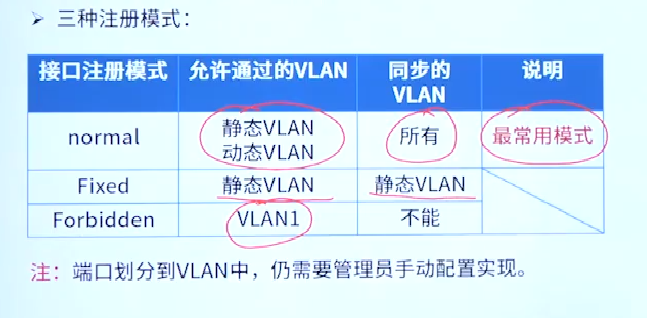 ➤ 三种注册模式：
接口注册模式 允许通过的VLAN 同步的VLAN 说明
normal 静态VLAN 动态VLAN 所有 最常用模式
Fixed 静态VLAN 静态VLAN
Forbidden VLAN1 不能
注：端口划分到VLAN中，仍需要管理员手动配置实现。